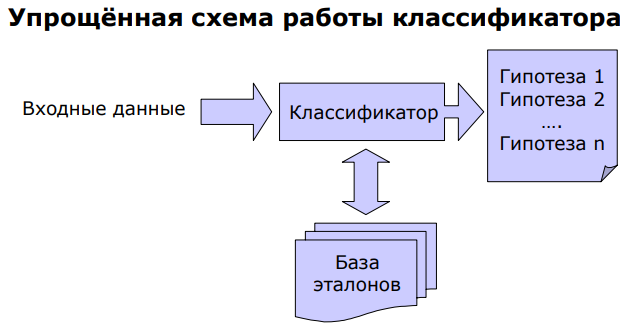 Упрощённая схема работы классификатора
Входные данные
Классификатор
Гипотеза 1
Гипотеза 2
....
Гипотеза n
База
эталонов